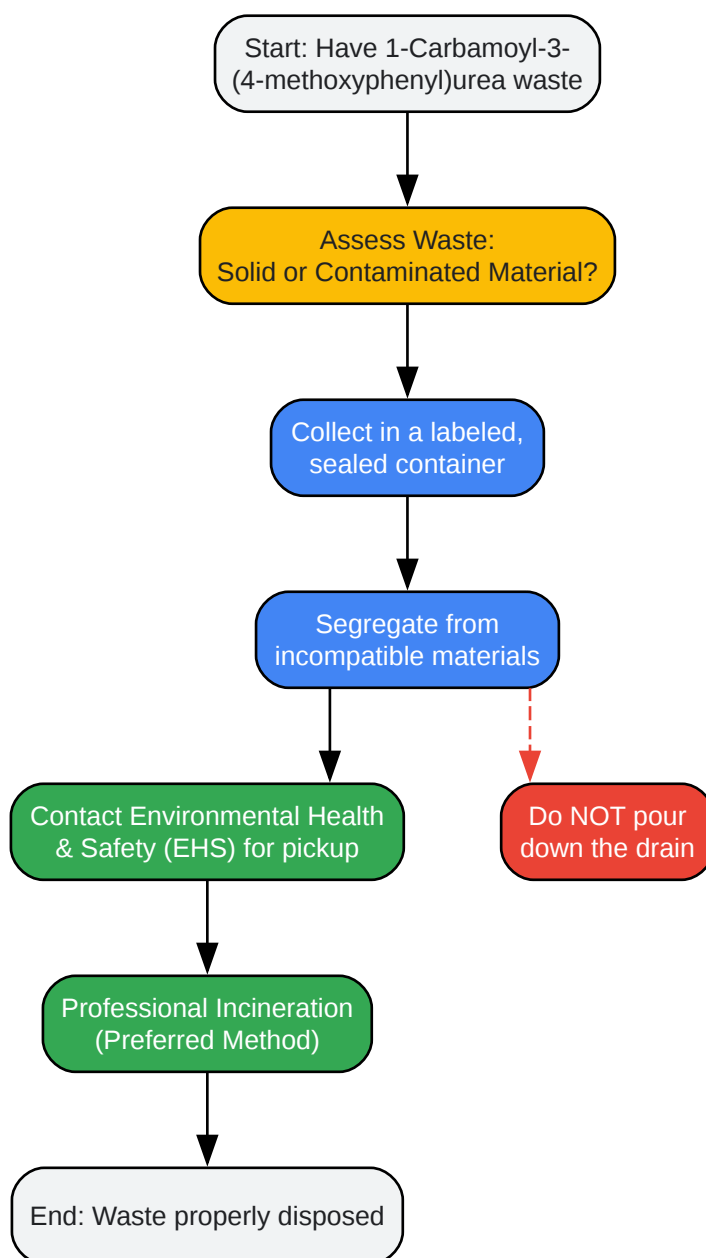 Start: Have 1-Carbamoyl-3-
(4-methoxyphenyl)urea waste
Assess Waste:
Solid or Contaminated Material?
Collect in a labeled,
sealed container
Segregate from
incompatible materials
Contact Environmental Health
& Safety (EHS) for pickup
Do NOT pour
down the drain
Professional Incineration
(Preferred Method)
End: Waste properly disposed